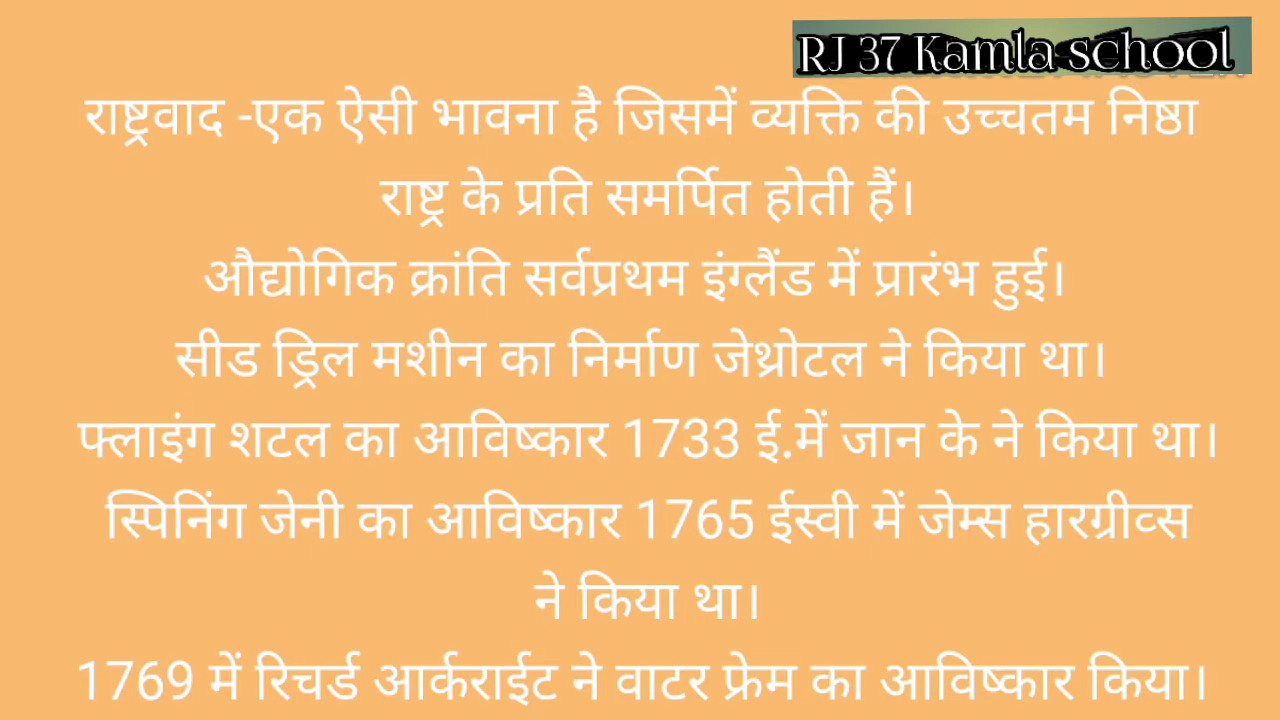 RJ 37 Kamla school
राष्ट्रवाद -एक ऐसी भावना है जिसमें व्यक्ति की उच्चतम निष्ठा
राष्ट्र के प्रति समर्पित होती हैं।
औद्योगिक क्रांति सर्वप्रथम इंग्लैंड में प्रारंभ हुई।
सीड ड्रिल मशीन का निर्माण जेथ्रोटल ने किया था।
फ्लाइंग शटल का आविष्कार 1733 ई.में जान के ने किया था।
स्पिनिंग जेनी का आविष्कार 1765 ईस्वी में जेम्स हारग्रीव्स
ने किया था।
1769 में रिचर्ड आर्कराईट ने वाटर फ्रेम का आविष्कार किया।